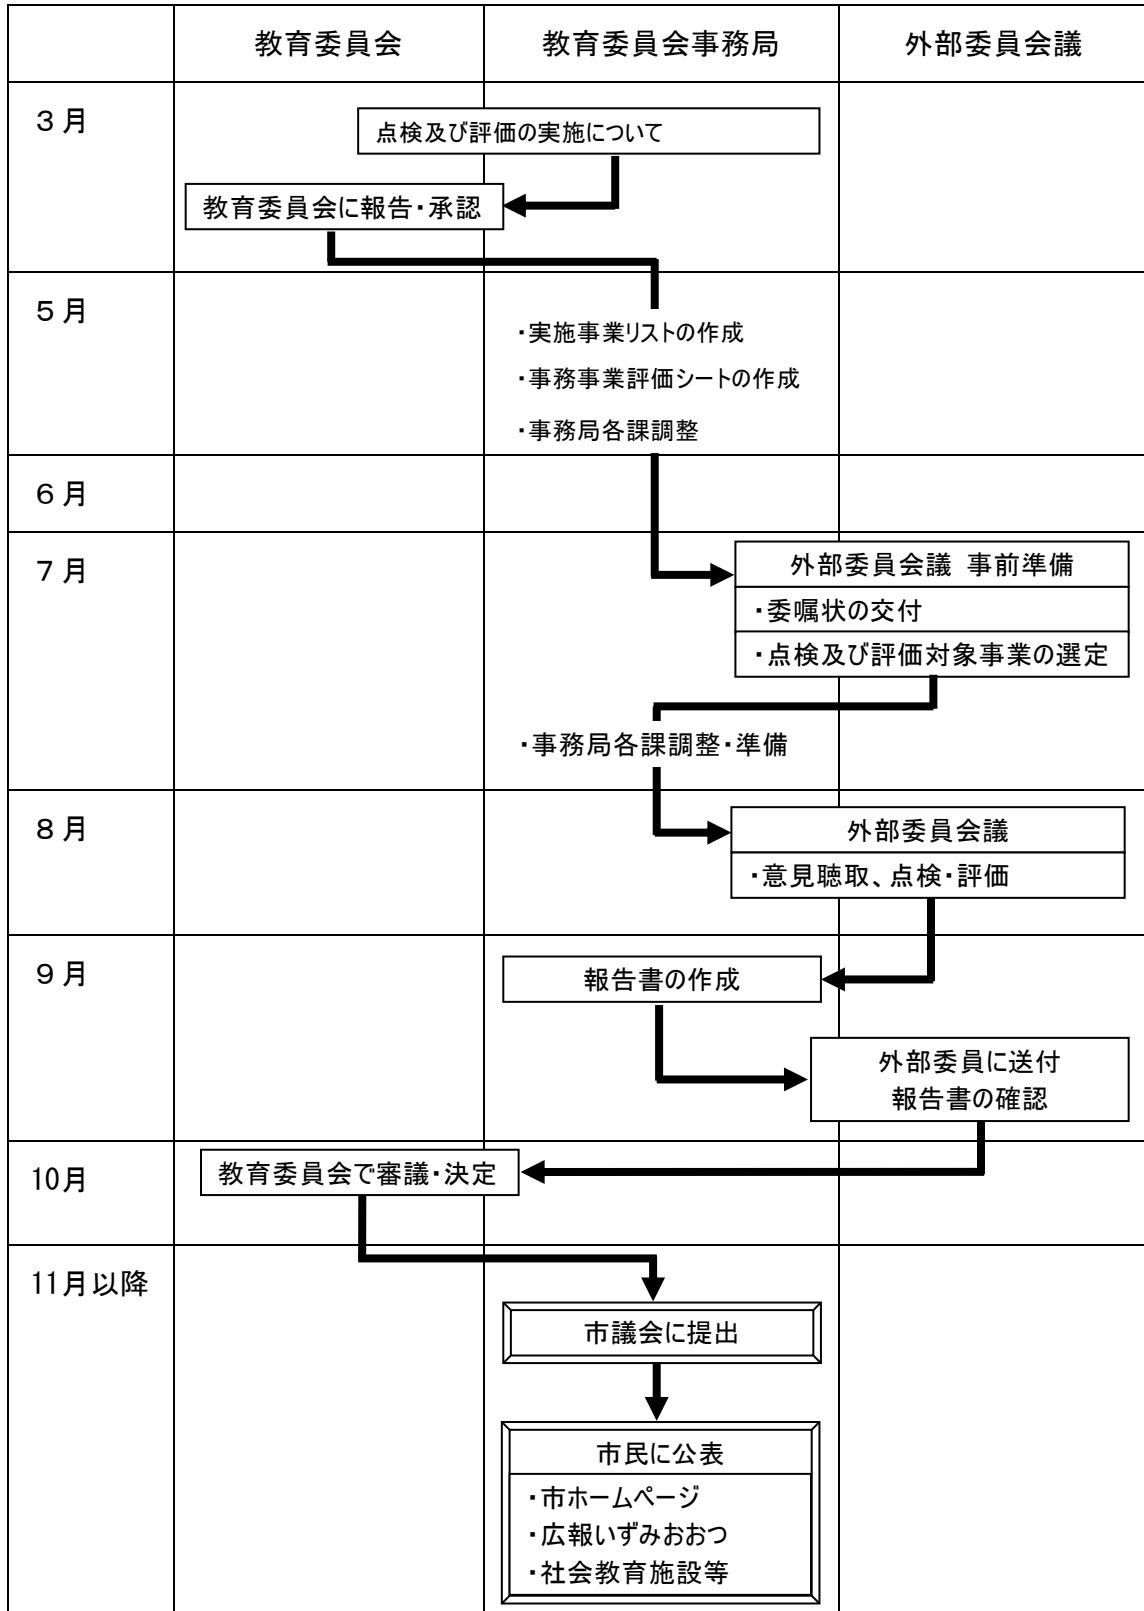 教育委員会
教育委員会事務局
外部委員会議
３月
点検及び評価の実施について
教育委員会に報告・承認
５月
・実施事業リストの作成
・事務事業評価シートの作成
・事務局各課調整
６月
７月
外部委員会議 事前準備
・委嘱状の交付
・点検及び評価対象事業の選定
・事務局各課調整・準備
８月
外部委員会議
・意見聴取、点検・評価
９月
報告書の作成
外部委員に送付
報告書の確認
10月
教育委員会で審議・決定
11月以降
市議会に提出
市民に公表
・市ホームページ
・広報いずみおおつ
・社会教育施設等